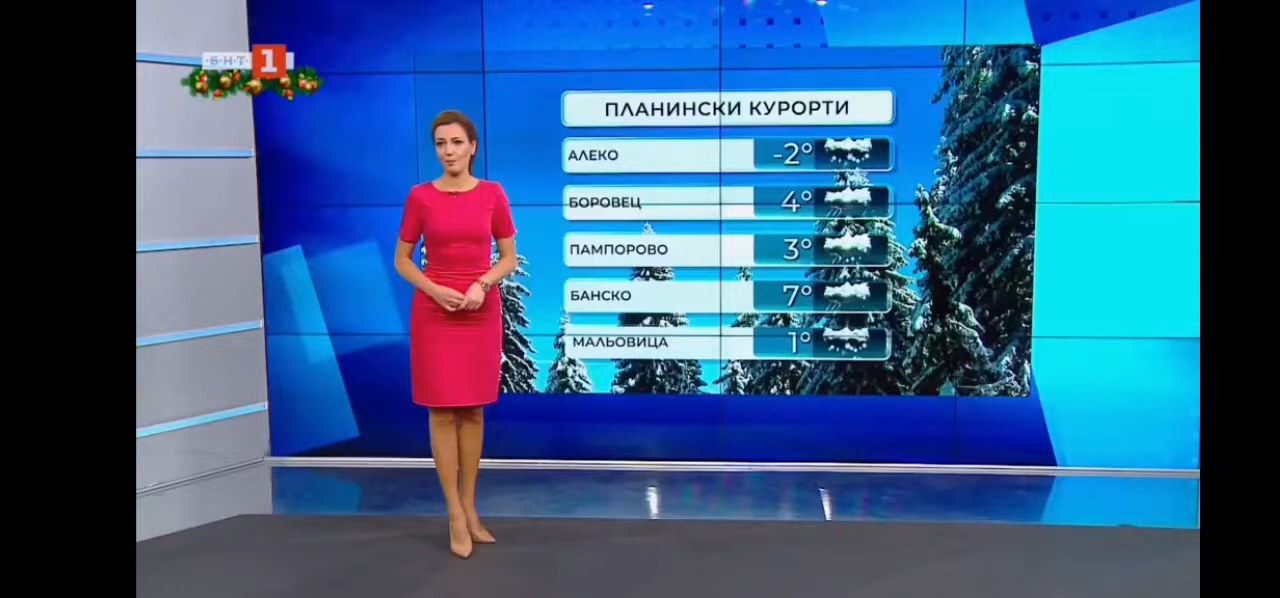 БНТ 1
ПЛАНИНСКИ КУРОРТИ
АЛЕКО -2°
БОРОВЕЦ 4°
ПАМПОРОВО 3°
БАНСКО 7°
МАЛЬОВИЦА 1°